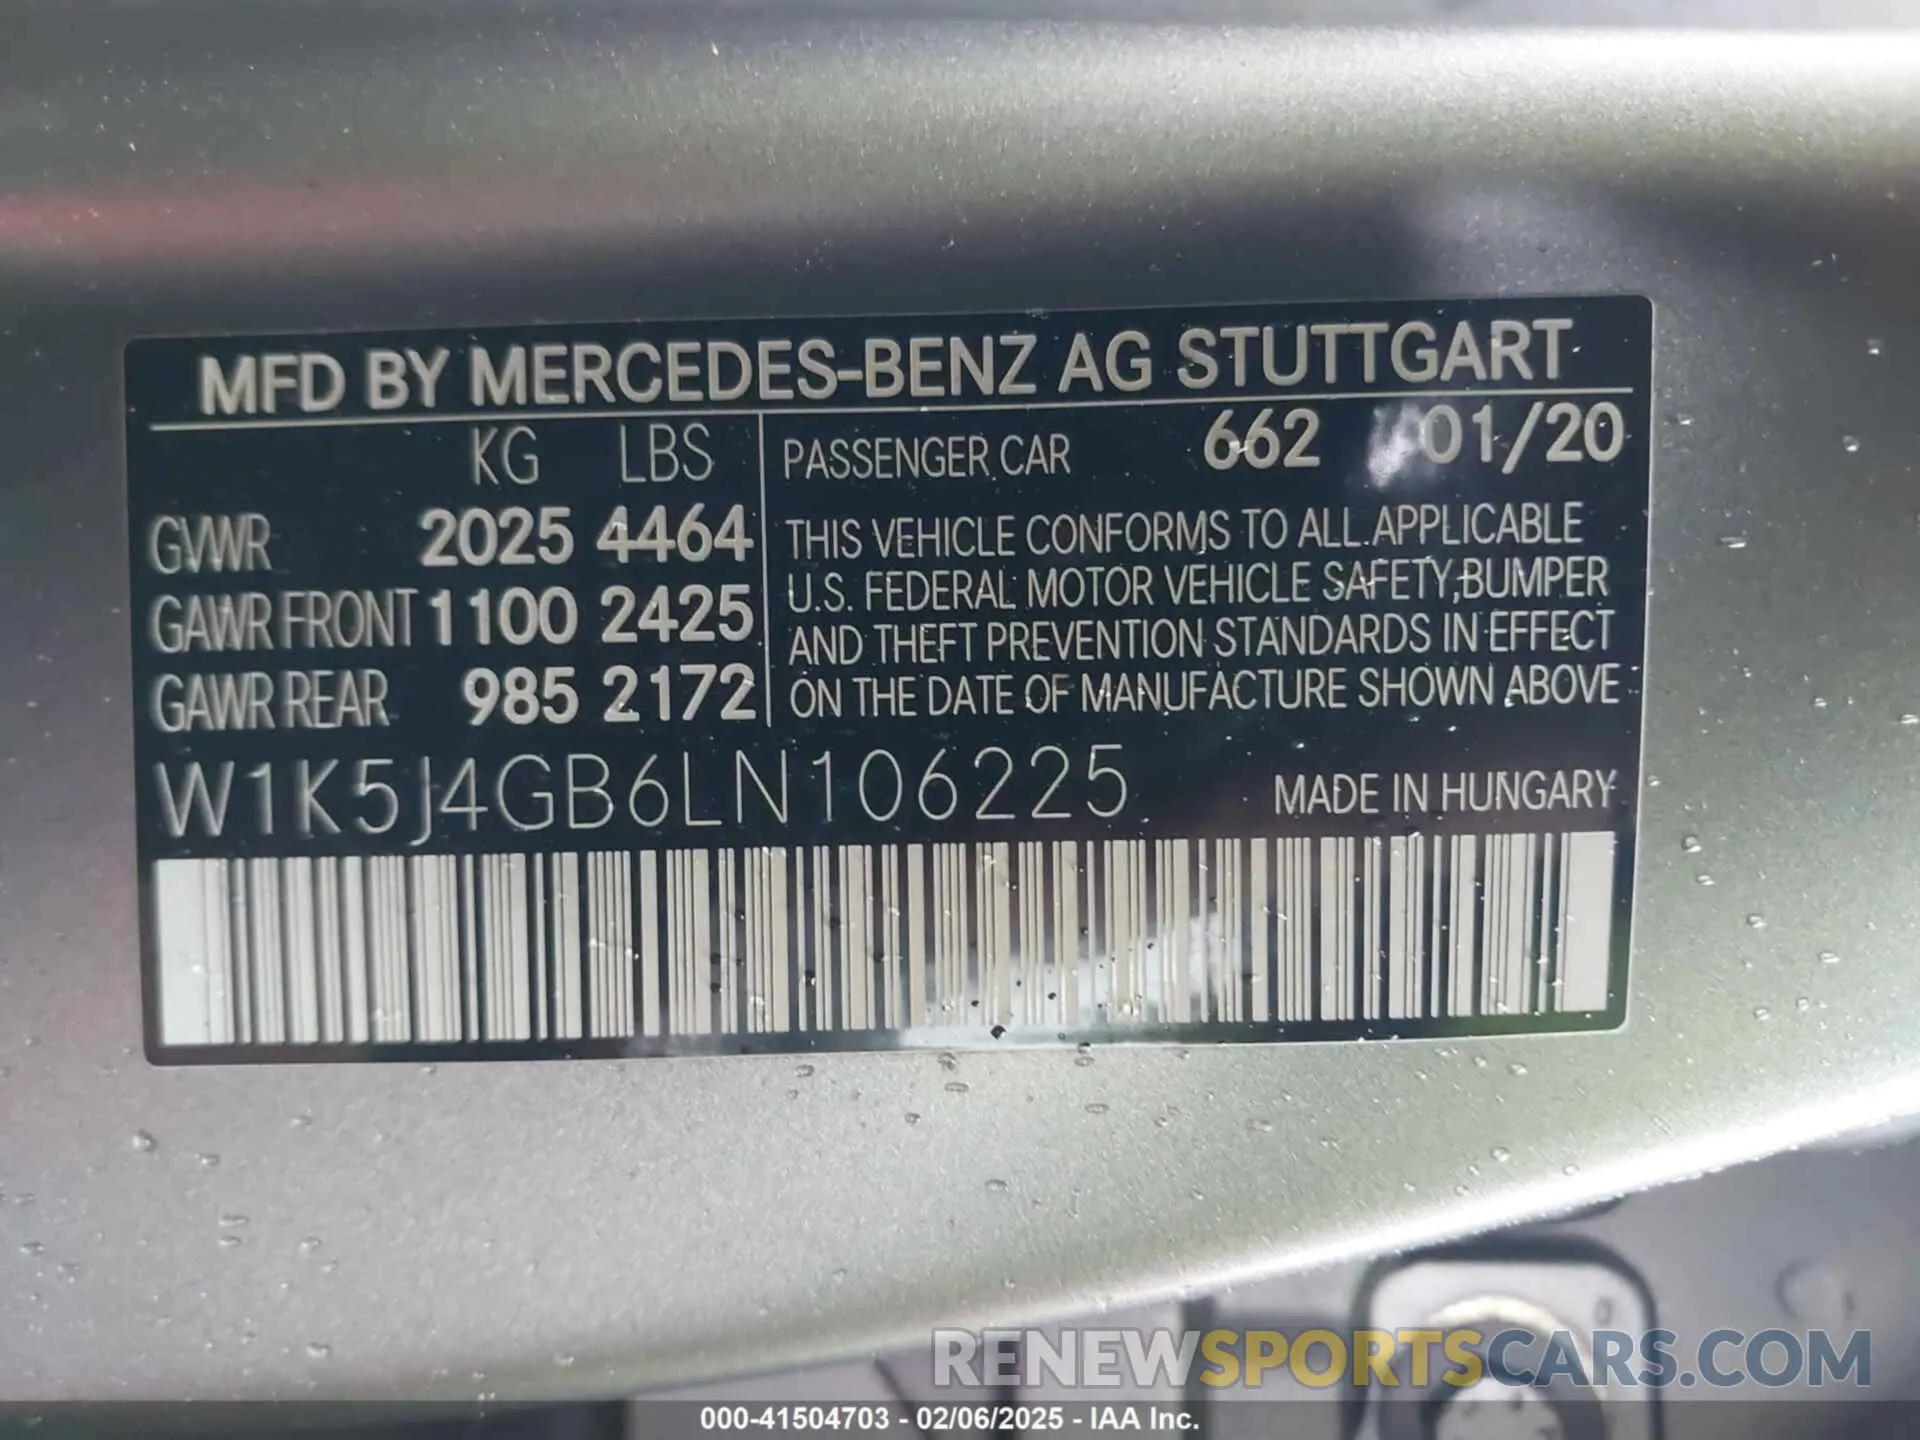 MFD BY MERCEDES-BENZ AG STUTTGART
KG LBS
GVWR 2025 4464
GAWR FRONT 1100 2425
GAWR REAR 985 2172
PASSENGER CAR 662 01/20
THIS VEHICLE CONFORMS TO ALL APPLICABLE
U.S. FEDERAL MOTOR VEHICLE SAFETY,BUMPER
AND THEFT PREVENTION STANDARDS IN EFFECT
ON THE DATE OF MANUFACTURE SHOWN ABOVE
W1K5J4GB6LN106225
MADE IN HUNGARY
RENEWSPORTSCARS.COM
000-41504703 - 02/06/2025 - IAA Inc.